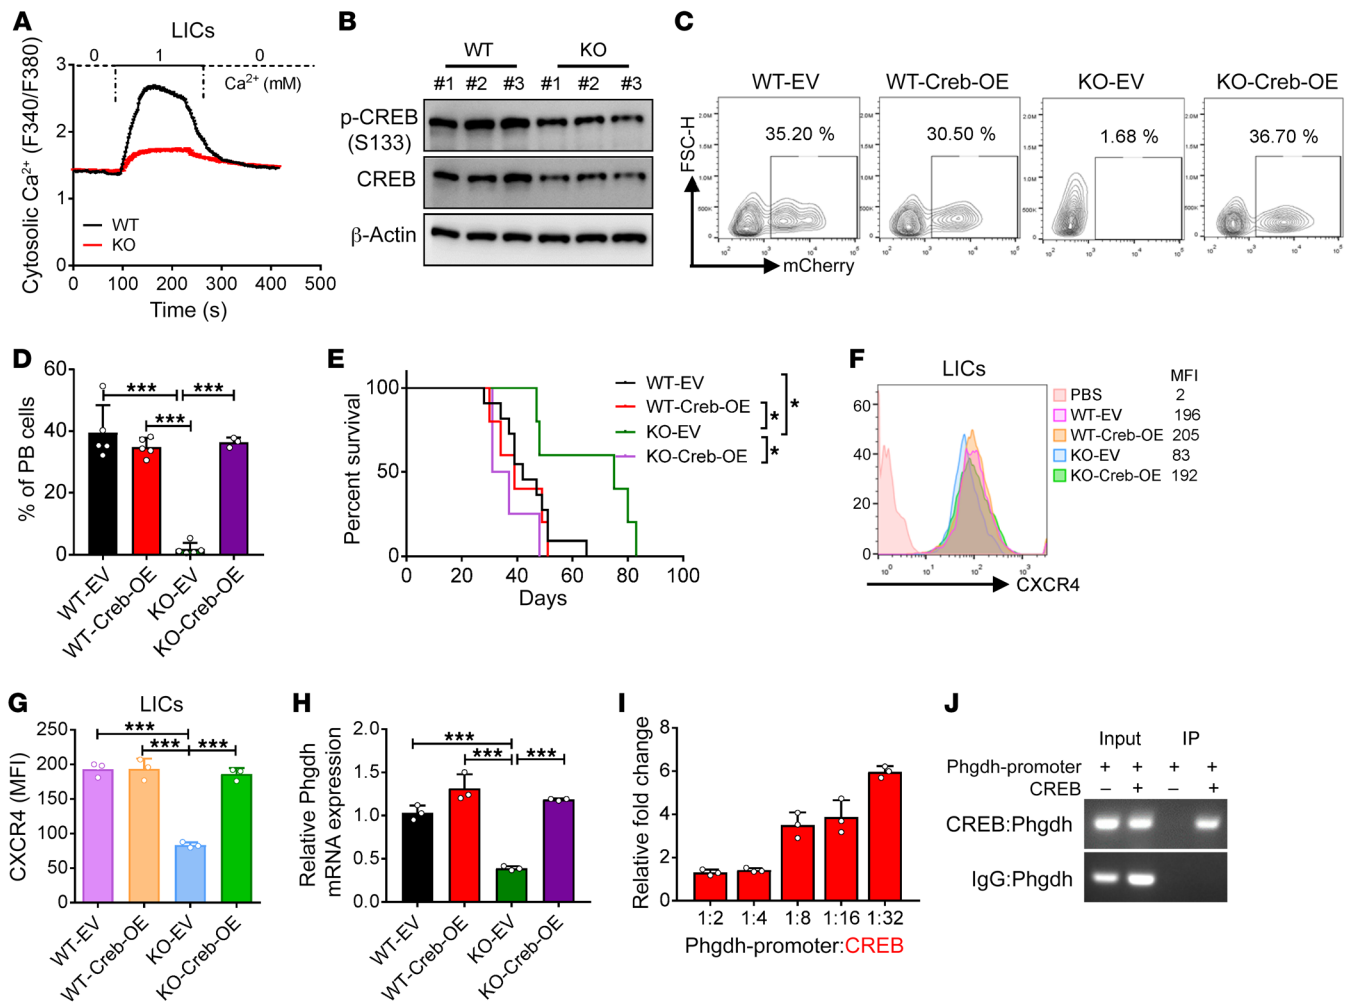 A
LICs
0 1 0
Ca²⁺ (mM)
Cytosolic Ca²⁺ (F340/F380)
3
2
1
0
WT
KO
0 100 200 300 400 500
Time (s)
B
WT KO
#1 #2 #3 #1 #2 #3
p-CREB
(S133)
CREB
β-Actin
C
WT-EV WT-Creb-OE KO-EV KO-Creb-OE
35.20 % 30.50 % 1.68 % 36.70 %
FSC-H
mCherry
D
% of PB cells
60
40
20
0
*** ***
***
WT-EV
WT-Creb-OE
KO-EV
KO-Creb-OE
E
Percent survival
100
50
0
0 20 40 60 80 100
Days
WT-EV
WT-Creb-OE
KO-EV
KO-Creb-OE
*
*
*
F
LICs
MFI
PBS 2
WT-EV 196
WT-Creb-OE 205
KO-EV 83
KO-Creb-OE 192
60
40
20
0
10⁰ 10¹ 10² 10³
CXCR4
G
LICs
CXCR4 (MFI)
250
200
150
100
50
0
***
*** ***
WT-EV
WT-Creb-OE
KO-EV
KO-Creb-OE
H
Relative Phgdh
mRNA expression
2.0
1.5
1.0
0.5
0.0
***
*** ***
WT-EV
WT-Creb-OE
KO-EV
KO-Creb-OE
I
Relative fold change
8
6
4
2
0
1:2 1:4 1:8 1:16 1:32
Phgdh-promoter:CREB
J
Input IP
Phgdh-promoter + + + +
CREB – + – +
CREB:Phgdh
IgG:Phgdh